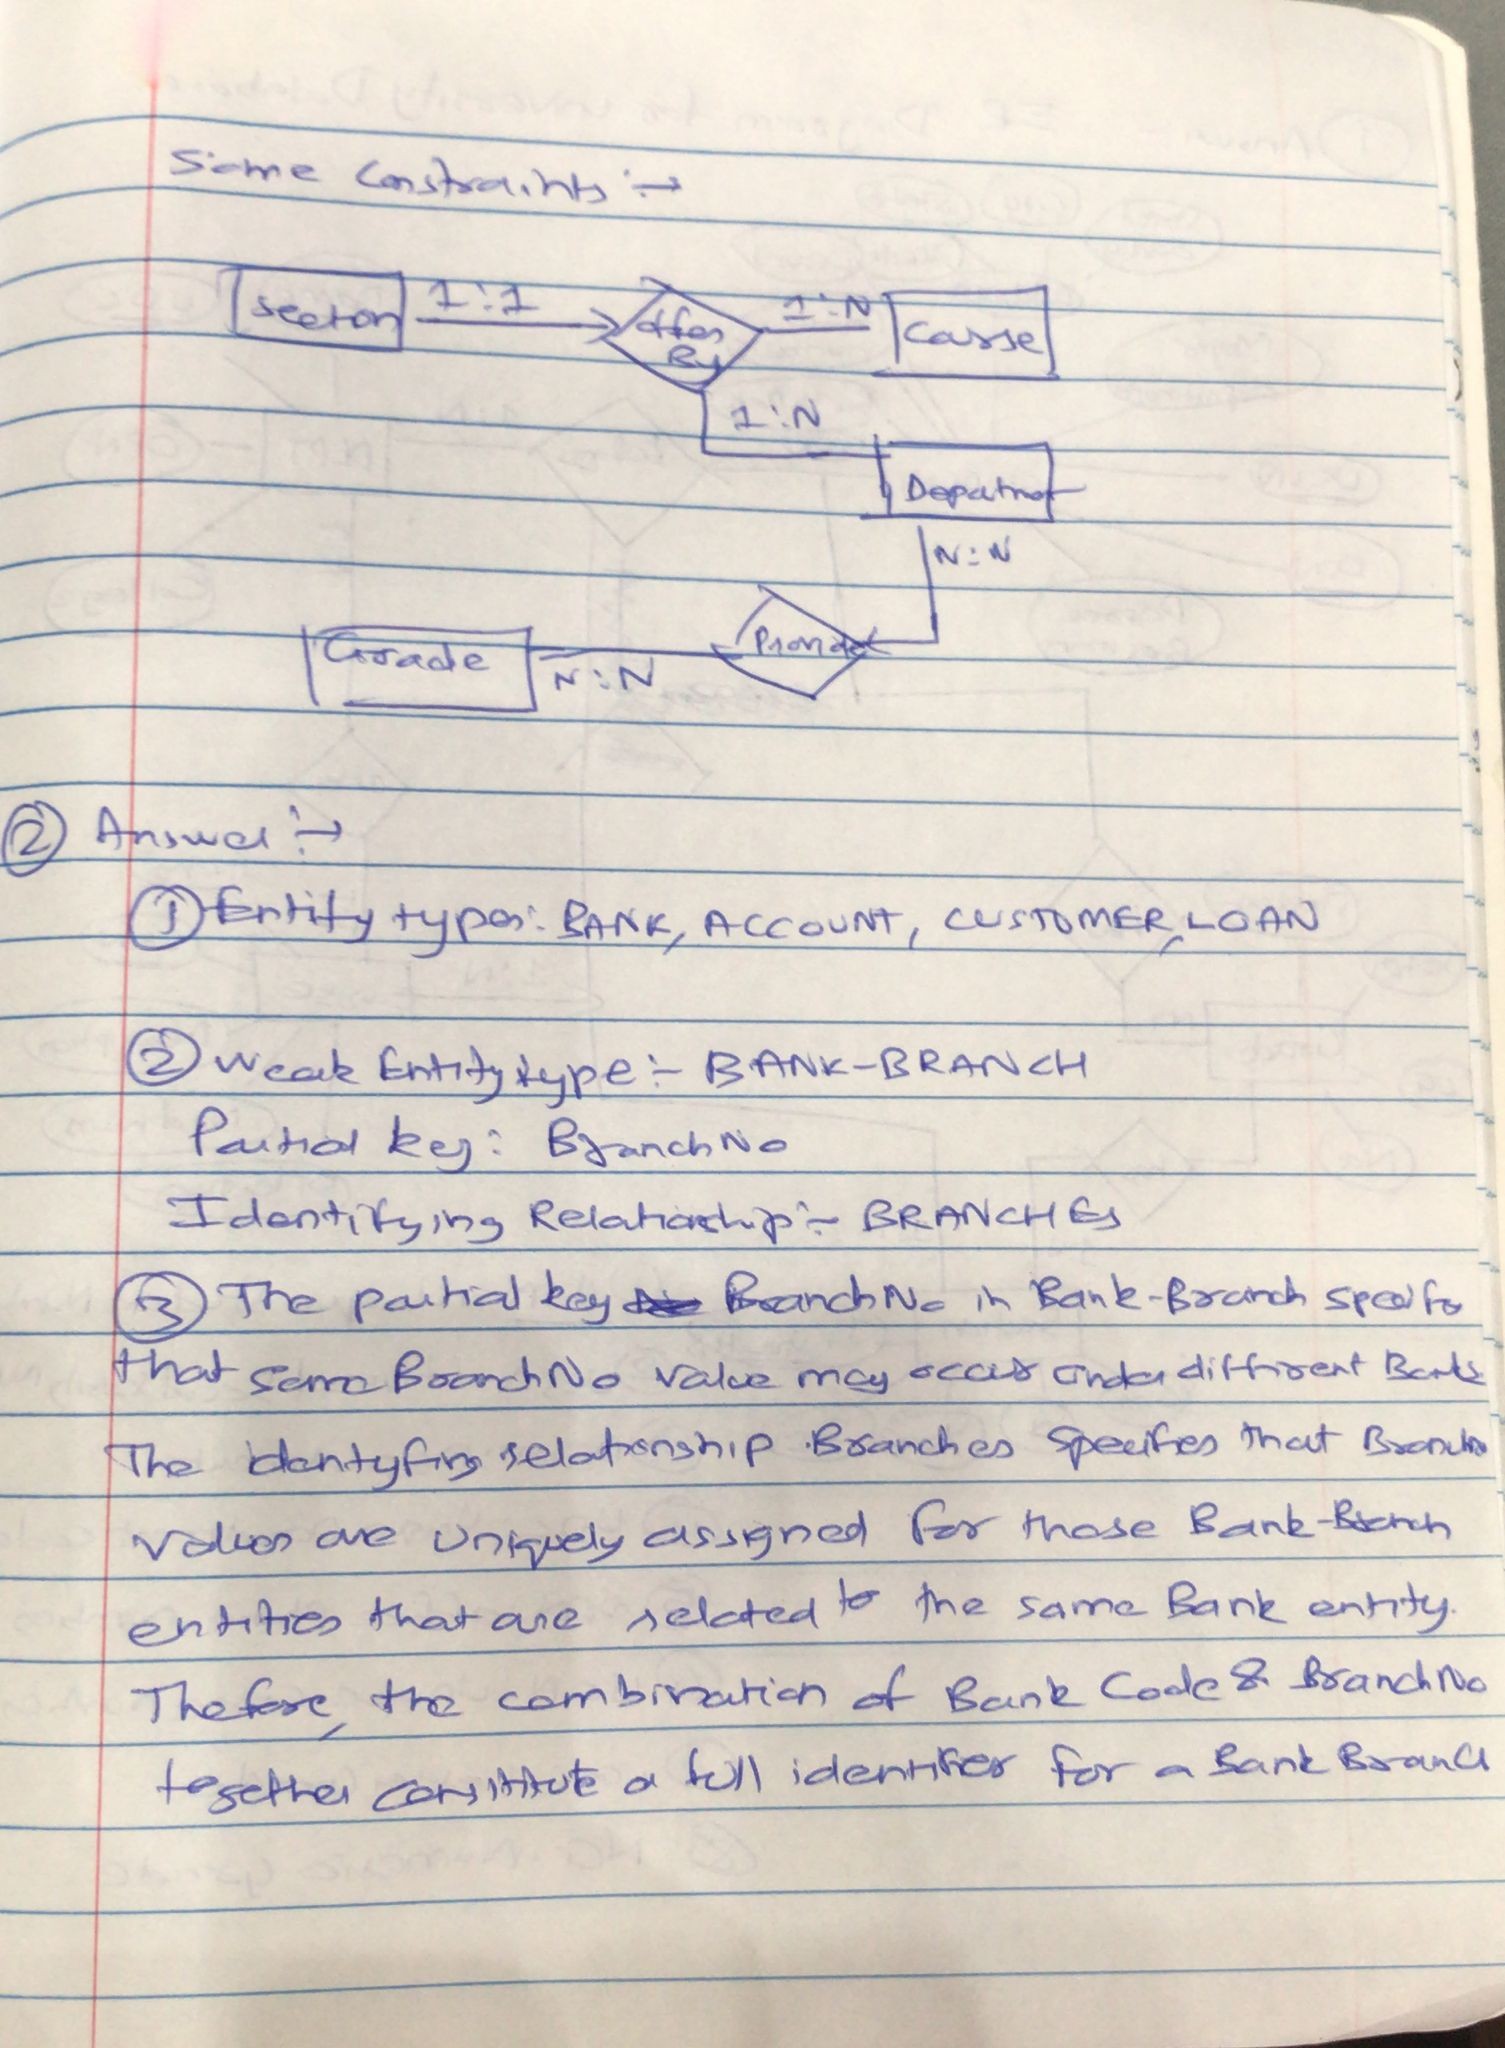 Some Constraints :→
Section 1:1 Offer 1:N Course
By
1:N
Depatmet
N:N
Provide
Grade N:N
② Answer :→
① Entity types: BANK, ACCOUNT, CUSTOMER, LOAN
② Weak Entity type :- BANK-BRANCH
Partial key: BranchNo
Identifying Relationship :- BRANCHES
③ The partial key BranchNo in Bank-Branch specifies
that same BranchNo value may occur under different Banks
The identyfing relationship Branches specifies that BranchNo
values are uniquely assigned for those Bank-Branch
entities that are related to the same Bank entity.
Thefore, the combination of Bank Code & BranchNo
together constitute a full identifier for a Bank Branch